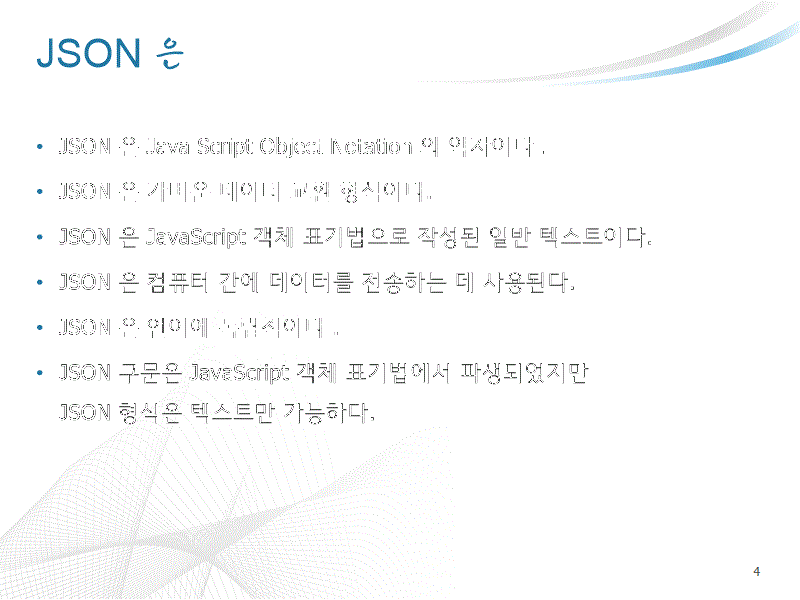 JSON 은
• JSON 은 Java Script Object Notation 의 약자이다.
• JSON 은 가벼운 데이터 교환 형식이다.
• JSON 은 JavaScript 객체 표기법으로 작성된 일반 텍스트이다.
• JSON 은 컴퓨터 간에 데이터를 전송하는 데 사용된다.
• JSON 은 언어에 독립적이다.
• JSON 구문은 JavaScript 객체 표기법에서 파생되었지만
JSON 형식은 텍스트만 가능하다.
4